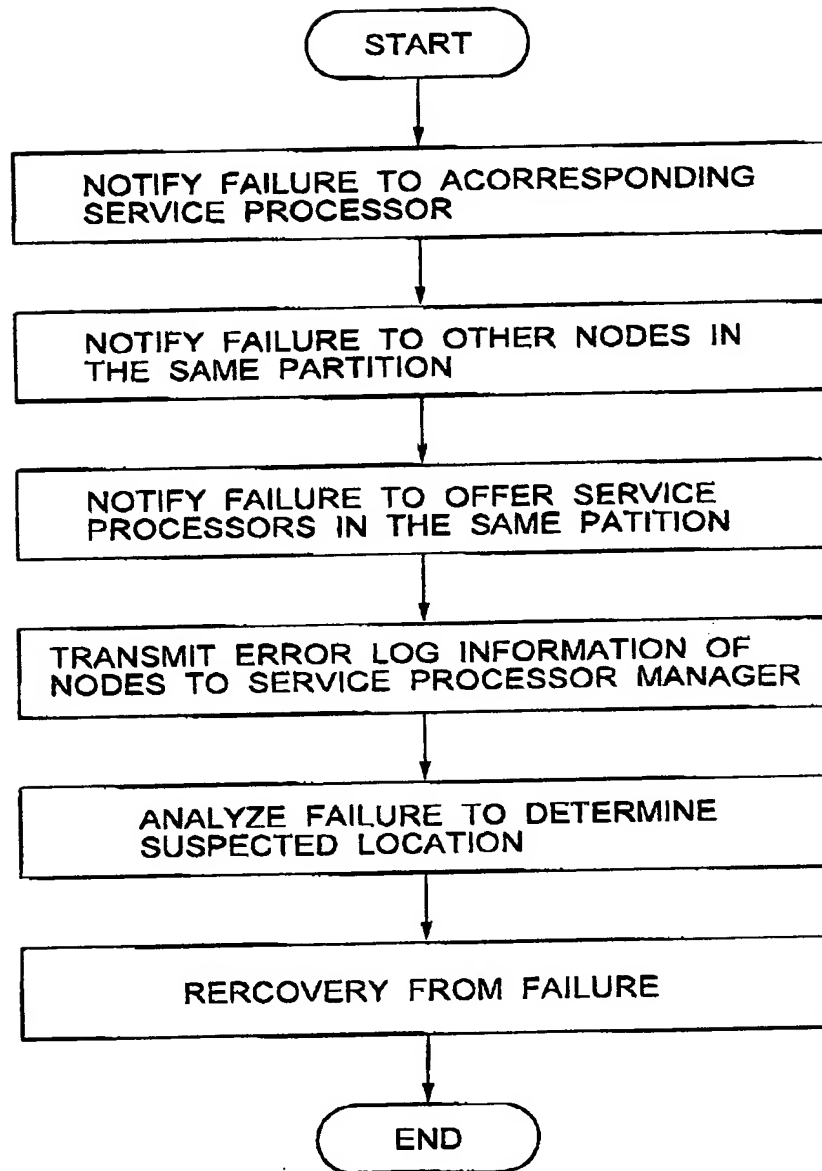 START
NOTIFY FAILURE TO ACORRESPONDING
SERVICE PROCESSOR
NOTIFY FAILURE TO OTHER NODES IN
THE SAME PARTITION
NOTIFY FAILURE TO OFFER SERVICE
PROCESSORS IN THE SAME PATITION
TRANSMIT ERROR LOG INFORMATION OF
NODES TO SERVICE PROCESSOR MANAGER
ANALYZE FAILURE TO DETERMINE
SUSPECTED LOCATION
RERCOVERY FROM FAILURE
END